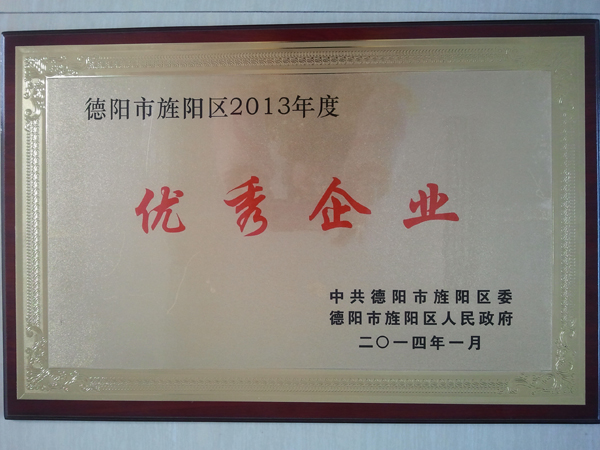 德阳市旌阳区2013年度
优秀企业
中共德阳市旌阳区委
德阳市旌阳区人民政府
二〇一四年一月